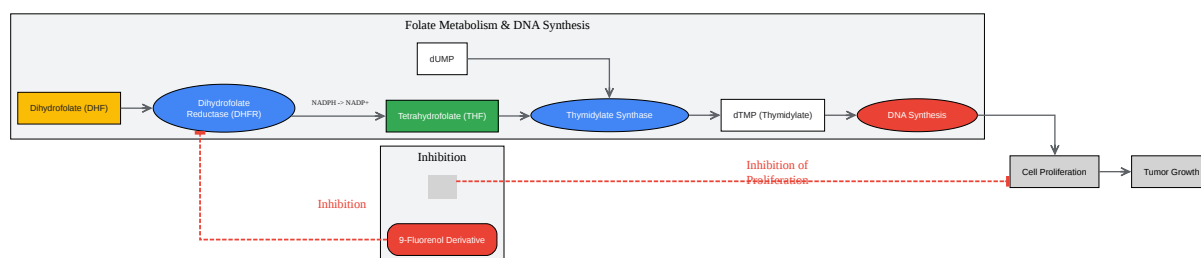 Folate Metabolism & DNA Synthesis
dUMP
Dihydrofolate (DHF)
Dihydrofolate
Reductase (DHFR)
NADPH -> NADP+
Tetrahydrofolate (THF)
Thymidylate Synthase
dTMP (Thymidylate)
DNA Synthesis
Inhibition
Inhibition of
Proliferation
Cell Proliferation
Tumor Growth
Inhibition
9-Fluorenol Derivative